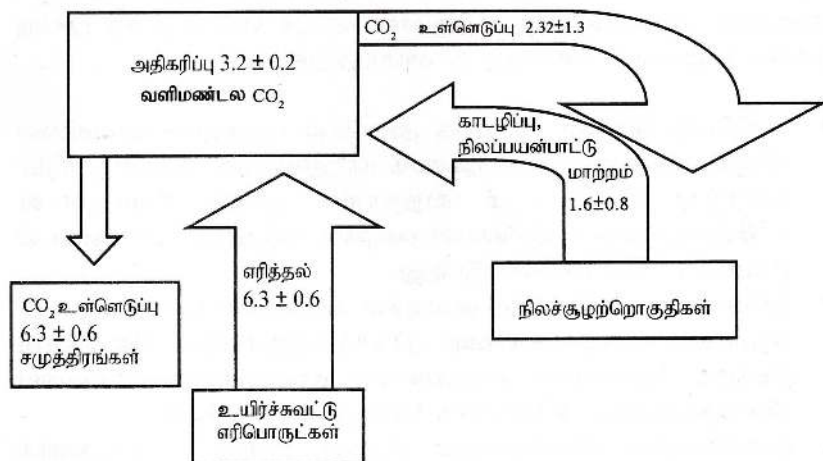 CO₂ உள்ளெடுப்பு 2.32±1.3
அதிகரிப்பு 3.2 ± 0.2
வளிமண்டல CO₂
காடழிப்பு,
நிலப்பயன்பாட்டு
மாற்றம்
1.6±0.8
எரித்தல்
6.3 ± 0.6
CO₂ உள்ளெடுப்பு
6.3 ± 0.6
சமுத்திரங்கள்
நிலச்சூழற்றொகுதிகள்
உயிர்ச்சுவட்டு
எரிபொருட்கள்